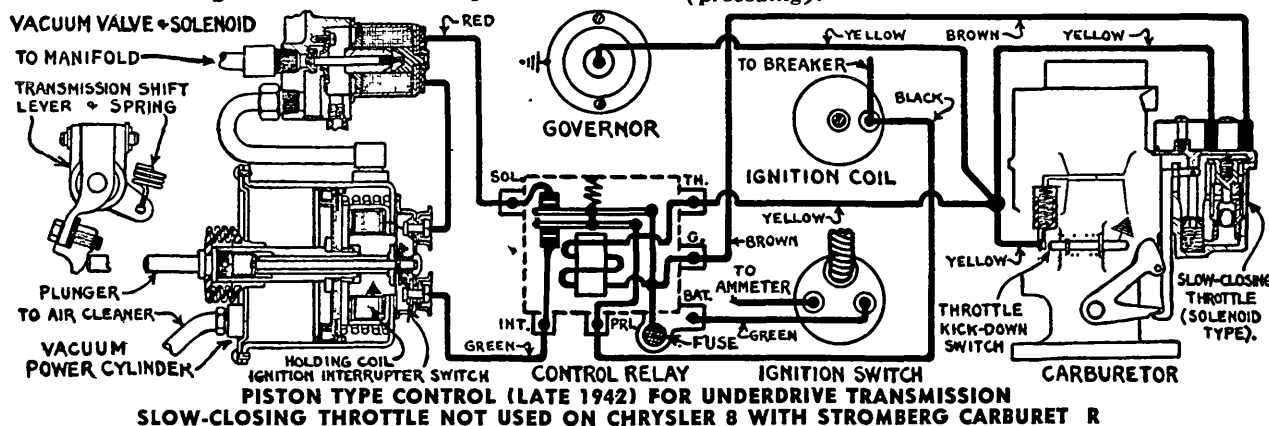 (preceeding).
VACUUM VALVE & SOLENOID
RED
YELLOW
BROWN
YELLOW
TO MANIFOLD
TO BREAKER
BLACK
TRANSMISSION SHIFT
LEVER & SPRING
GOVERNOR
IGNITION COIL
SOL.
TH.
YELLOW
G.
BROWN
YELLOW
TO
AMMETER
BAT.
PLUNGER
TO AIR CLEANER
VACUUM
POWER CYLINDER
INT.
PRI.
GREEN
FUSE
GREEN
THROTTLE
KICK-DOWN
SWITCH
SLOW-CLOSING
THROTTLE
(SOLENOID
TYPE).
HOLDING COIL
IGNITION INTERRUPTER SWITCH
CONTROL RELAY
IGNITION SWITCH
CARBURETOR
PISTON TYPE CONTROL (LATE 1942) FOR UNDERDRIVE TRANSMISSION
SLOW-CLOSING THROTTLE NOT USED ON CHRYSLER 8 WITH STROMBERG CARBURET R